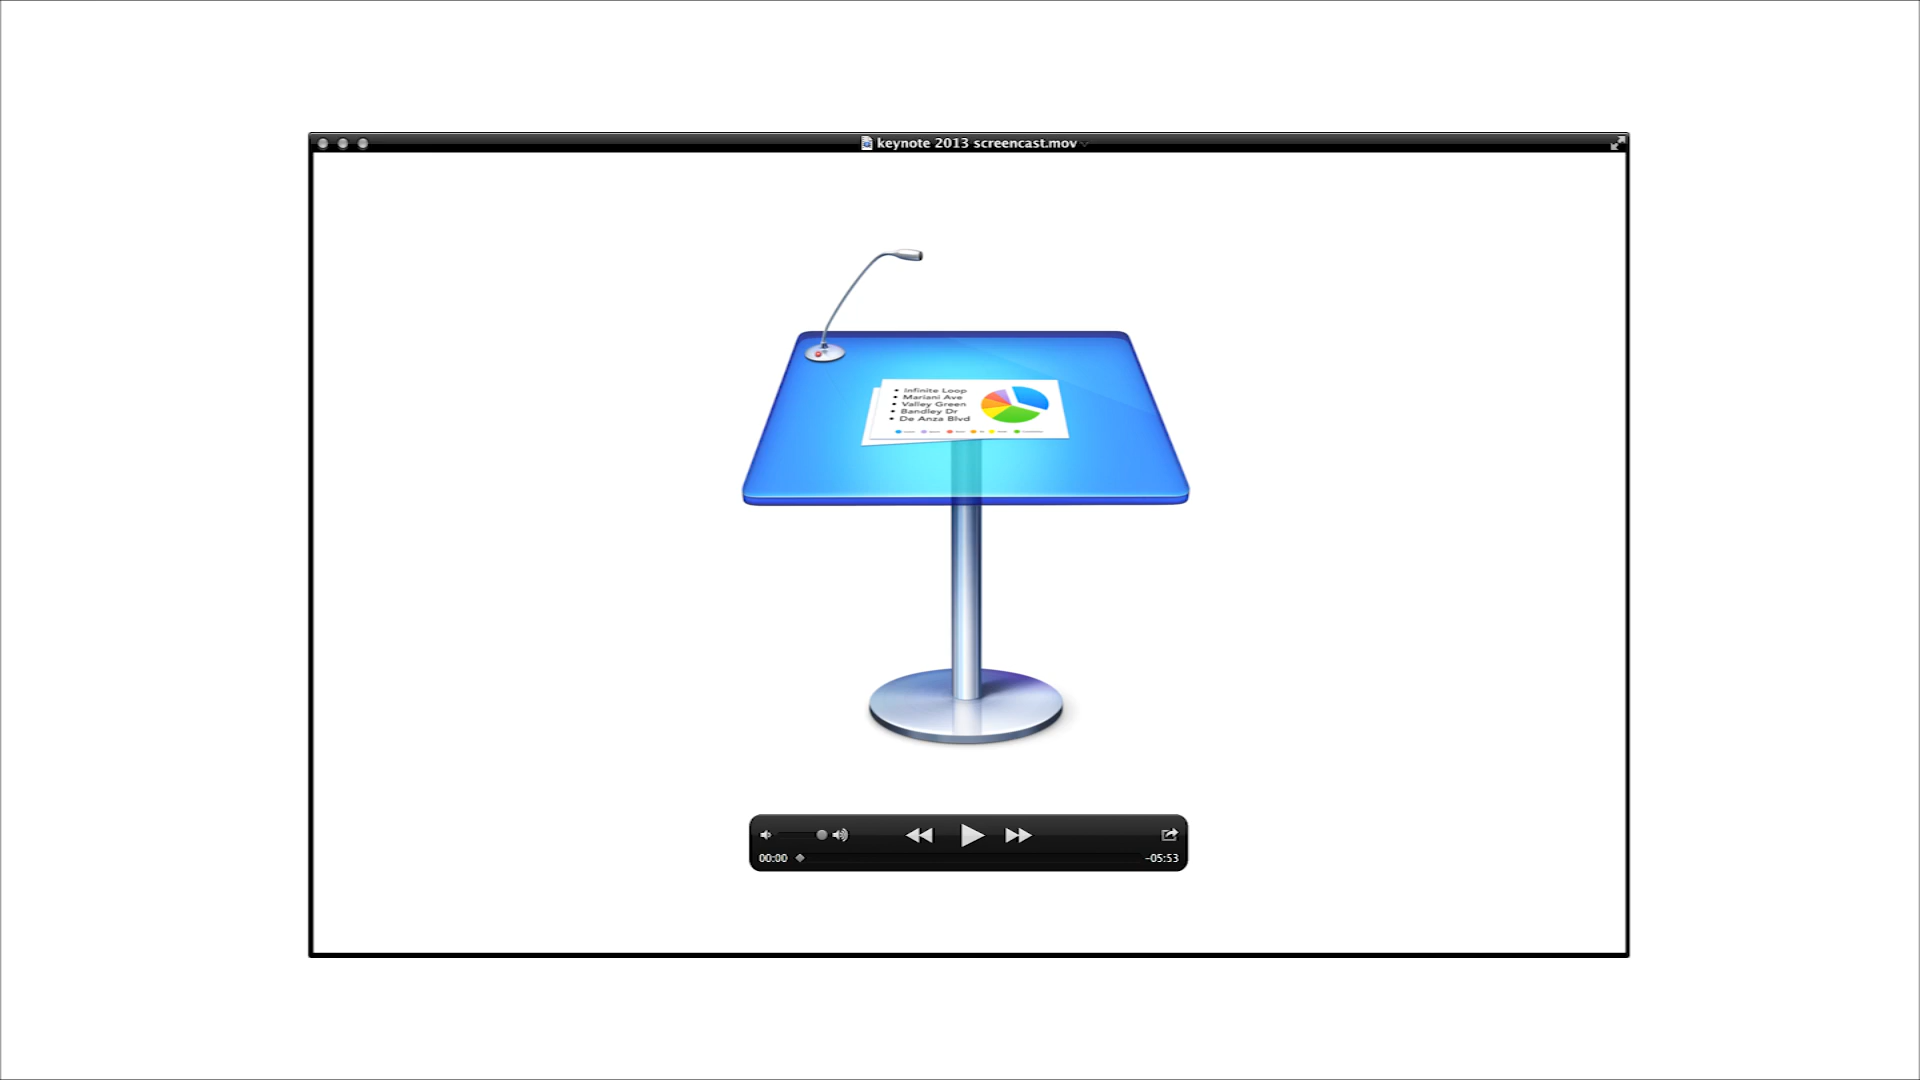 keynote 2013 screencast.mov
• Infinite Loop
• Mariani Ave
• Valley Green
• Bandley Dr
• De Anza Blvd
00:00
-05:53